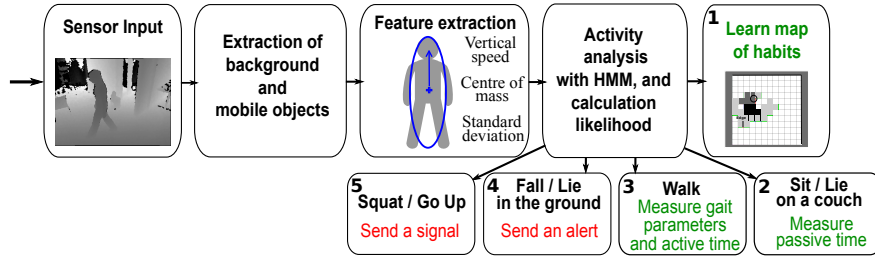 Sensor Input
Extraction of
background
and
mobile objects
Feature extraction
Vertical
speed
Centre of
mass
Standard
deviation
Activity
analysis
with HMM, and
calculation
likelihood
1
Learn map
of habits
5
Squat / Go Up
Send a signal
4
Fall / Lie
in the ground
Send an alert
3
Walk
Measure gait
parameters
and active time
2
Sit / Lie
on a couch
Measure
passive time